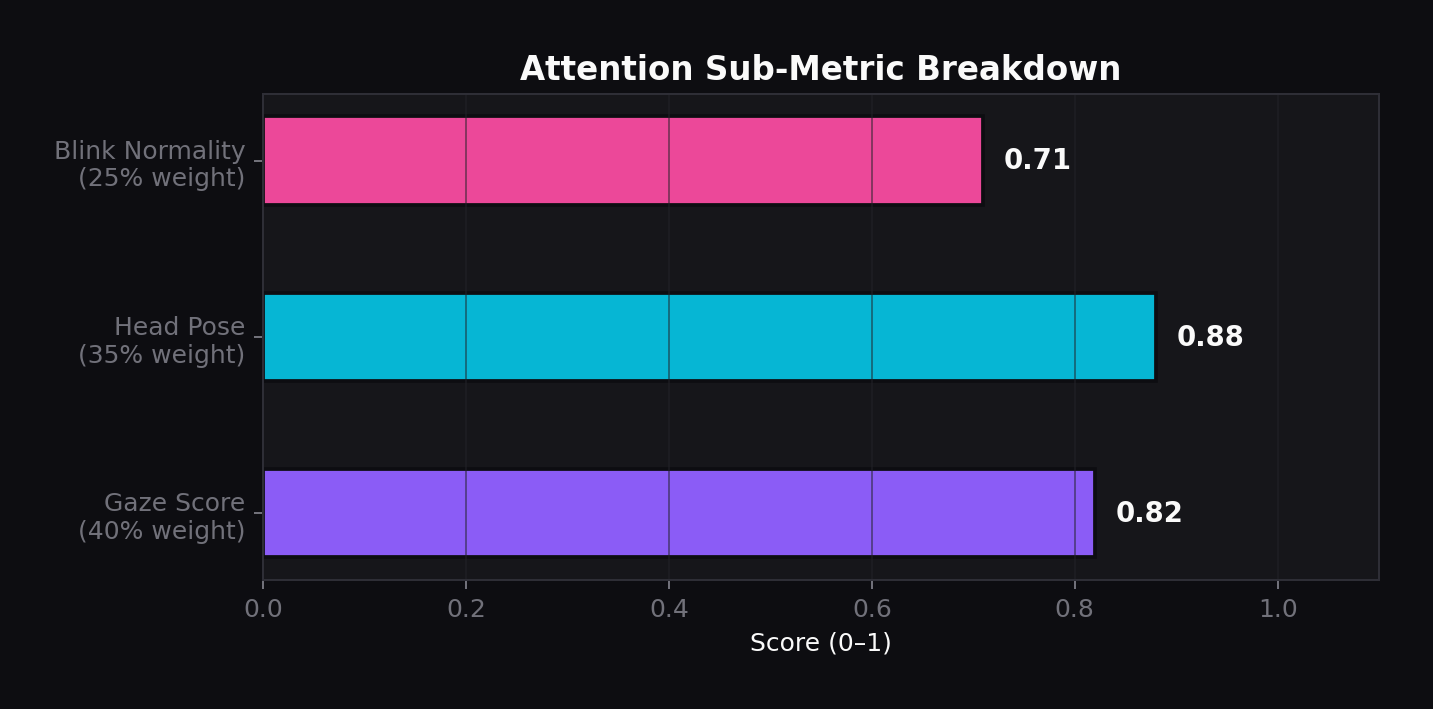 Attention Sub-Metric Breakdown
Blink Normality
(25% weight)
0.71
Head Pose
(35% weight)
0.88
Gaze Score
(40% weight)
0.82
0.0 0.2 0.4 0.6 0.8 1.0
Score (0–1)